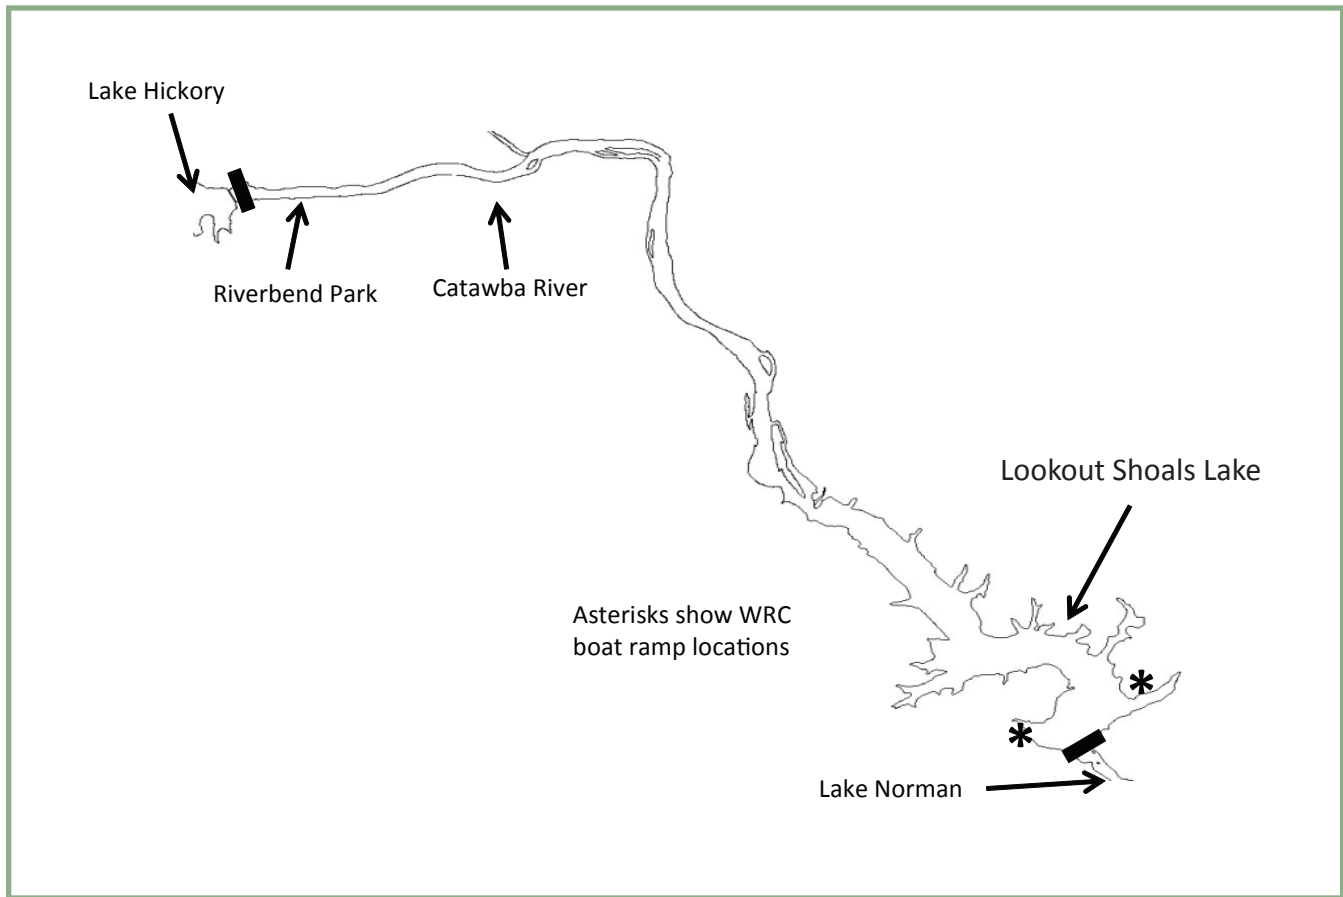 Lake Hickory
Riverbend Park
Catawba River
Lookout Shoals Lake
Asterisks show WRC
boat ramp locations
*
*
Lake Norman